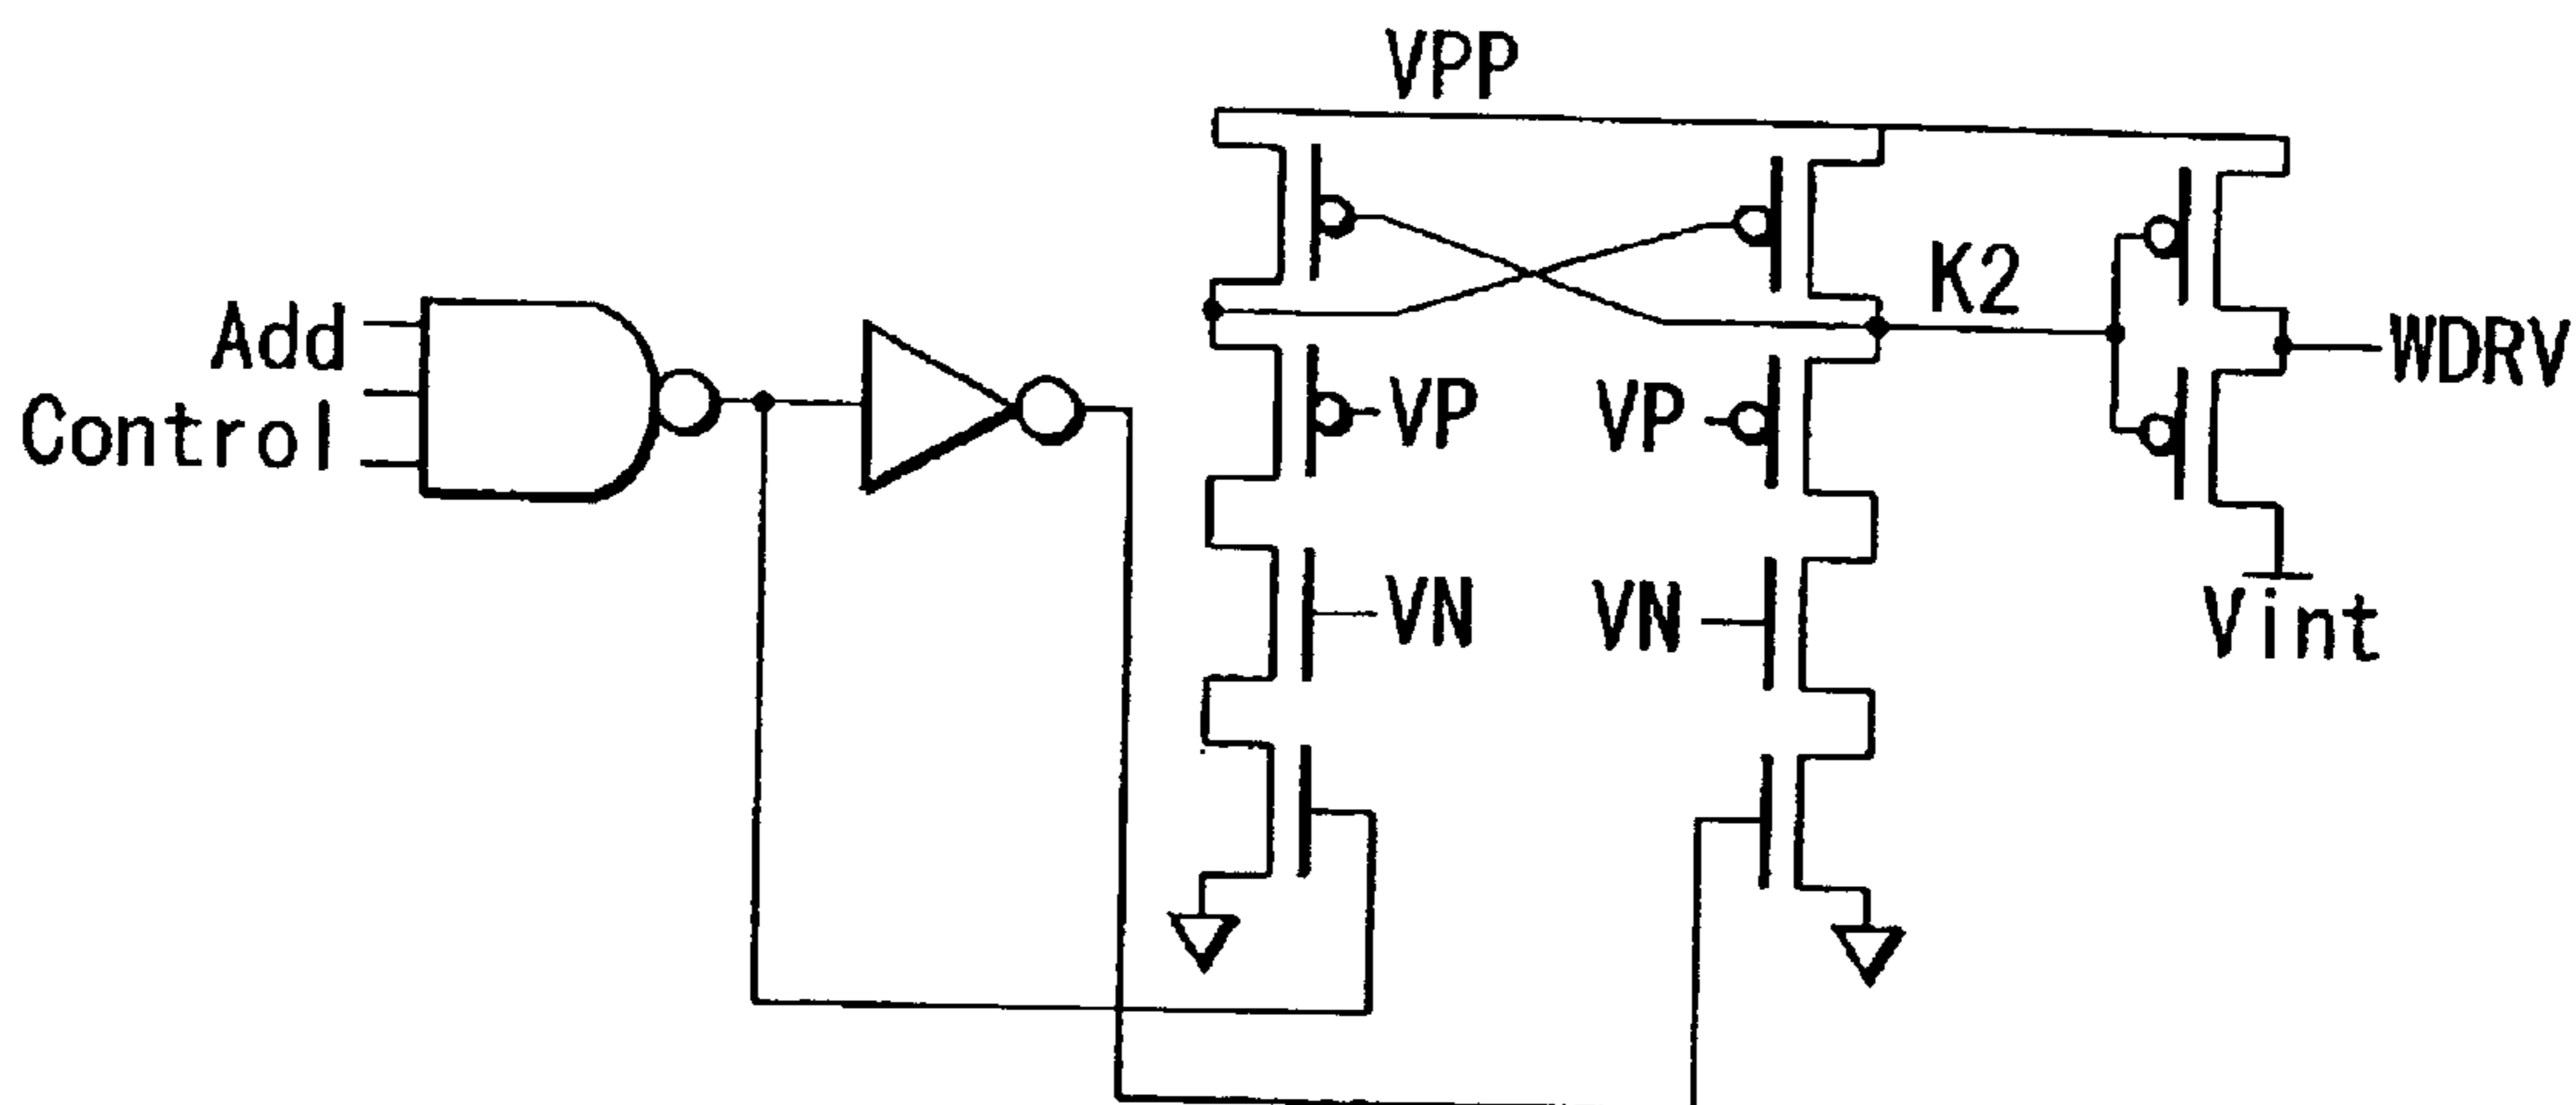 VPP
Add
Control
K2
WDRV
VP
VP
VN
VN
Vint